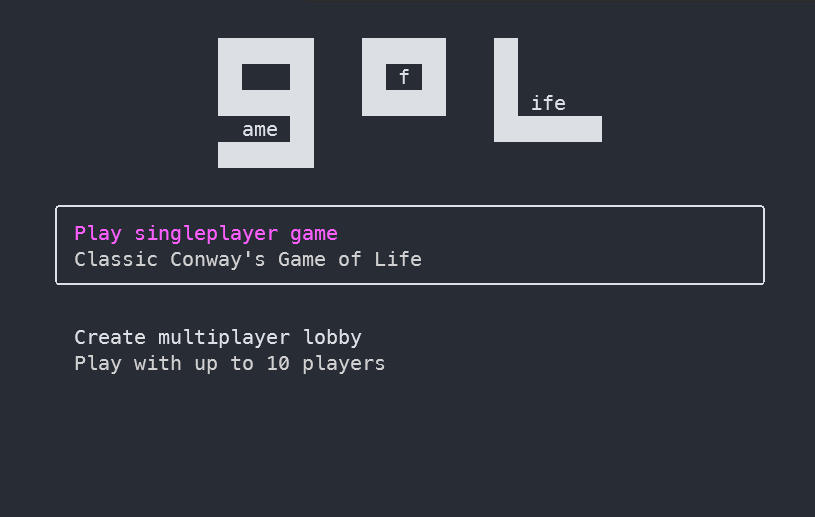 g o L
f
ife
ame
Play singleplayer game
Classic Conway's Game of Life
Create multiplayer lobby
Play with up to 10 players